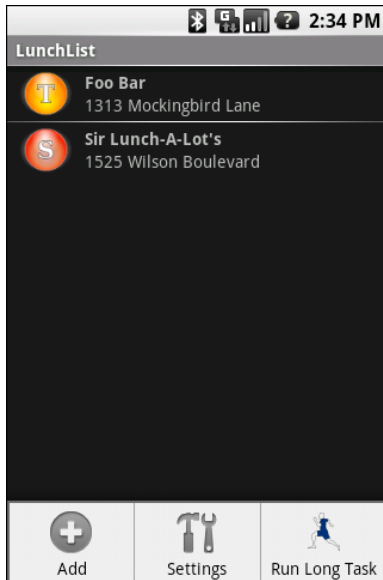 2:34 PM
LunchList
T
Foo Bar
1313 Mockingbird Lane
S
Sir Lunch-A-Lot's
1525 Wilson Boulevard
Add
Settings
Run Long Task